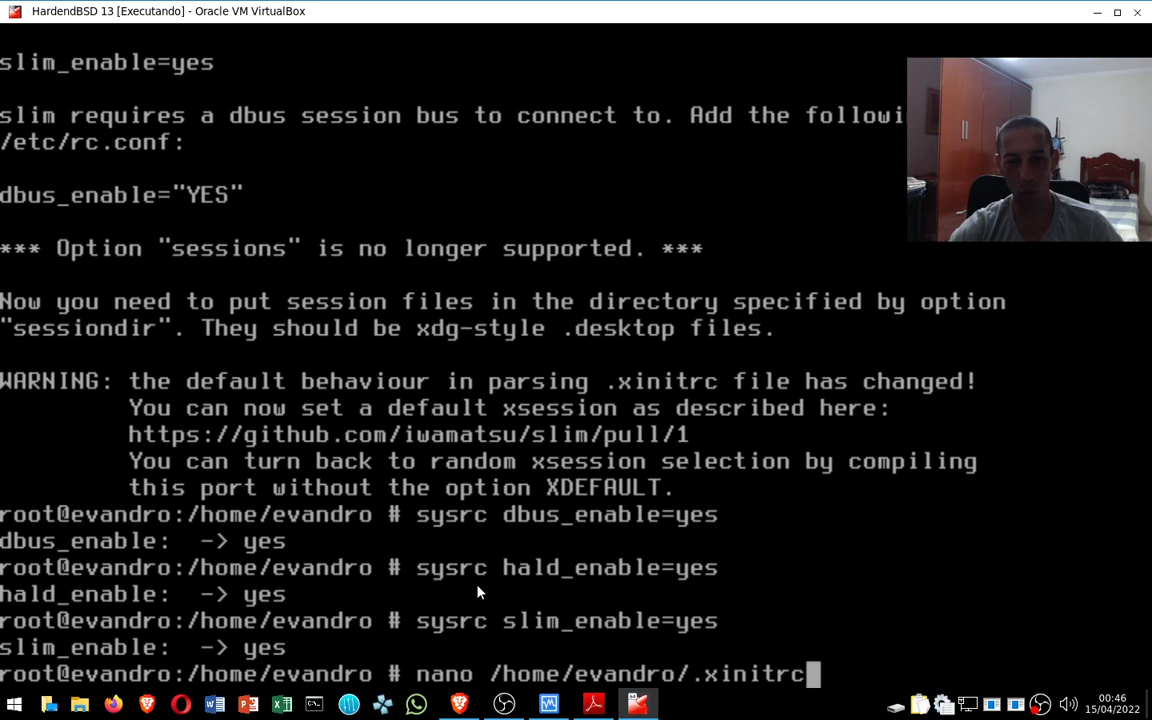 HardendBSD 13 [Executando] - Oracle VM VirtualBox
slim_enable=yes
slim requires a dbus session bus to connect to. Add the followi
/etc/rc.conf:
dbus_enable="YES"
*** Option "sessions" is no longer supported. ***
Now you need to put session files in the directory specified by option
"sessiondir". They should be xdg-style .desktop files.
WARNING: the default behaviour in parsing .xinitrc file has changed!
You can now set a default xsession as described here:
https://github.com/iwamatsu/slim/pull/1
You can turn back to random xsession selection by compiling
this port without the option XDEFAULT.
root@evandro:/home/evandro # sysrc dbus_enable=yes
dbus_enable:  -> yes
root@evandro:/home/evandro # sysrc hald_enable=yes
hald_enable:  -> yes
root@evandro:/home/evandro # sysrc slim_enable=yes
slim_enable:  -> yes
root@evandro:/home/evandro # nano /home/evandro/.xinitrc
00:46
15/04/2022